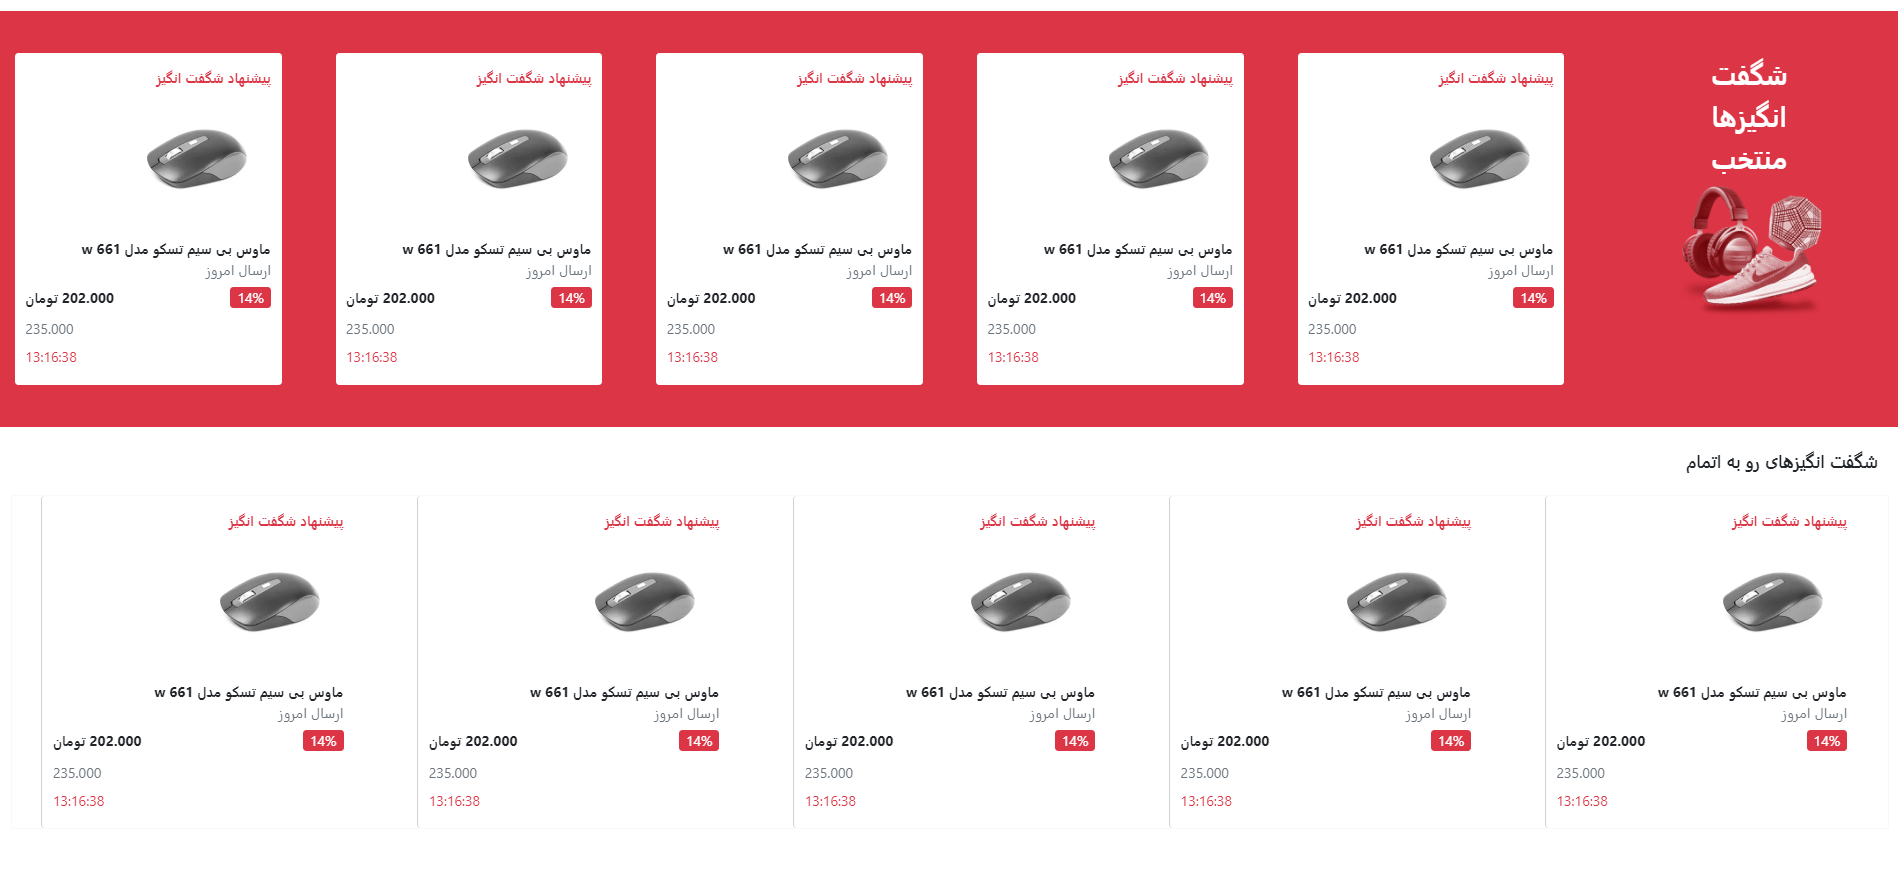 شگفت
انگیزها
منتخب
پیشنهاد شگفت انگیز
ماوس بی سیم تسکو مدل w 661
ارسال امروز
14% 202.000 تومان
235.000
13:16:38
پیشنهاد شگفت انگیز
ماوس بی سیم تسکو مدل w 661
ارسال امروز
14% 202.000 تومان
235.000
13:16:38
پیشنهاد شگفت انگیز
ماوس بی سیم تسکو مدل w 661
ارسال امروز
14% 202.000 تومان
235.000
13:16:38
پیشنهاد شگفت انگیز
ماوس بی سیم تسکو مدل w 661
ارسال امروز
14% 202.000 تومان
235.000
13:16:38
پیشنهاد شگفت انگیز
ماوس بی سیم تسکو مدل w 661
ارسال امروز
14% 202.000 تومان
235.000
13:16:38
شگفت انگیزهای رو به اتمام
پیشنهاد شگفت انگیز
ماوس بی سیم تسکو مدل w 661
ارسال امروز
14% 202.000 تومان
235.000
13:16:38
پیشنهاد شگفت انگیز
ماوس بی سیم تسکو مدل w 661
ارسال امروز
14% 202.000 تومان
235.000
13:16:38
پیشنهاد شگفت انگیز
ماوس بی سیم تسکو مدل w 661
ارسال امروز
14% 202.000 تومان
235.000
13:16:38
پیشنهاد شگفت انگیز
ماوس بی سیم تسکو مدل w 661
ارسال امروز
14% 202.000 تومان
235.000
13:16:38
پیشنهاد شگفت انگیز
ماوس بی سیم تسکو مدل w 661
ارسال امروز
14% 202.000 تومان
235.000
13:16:38